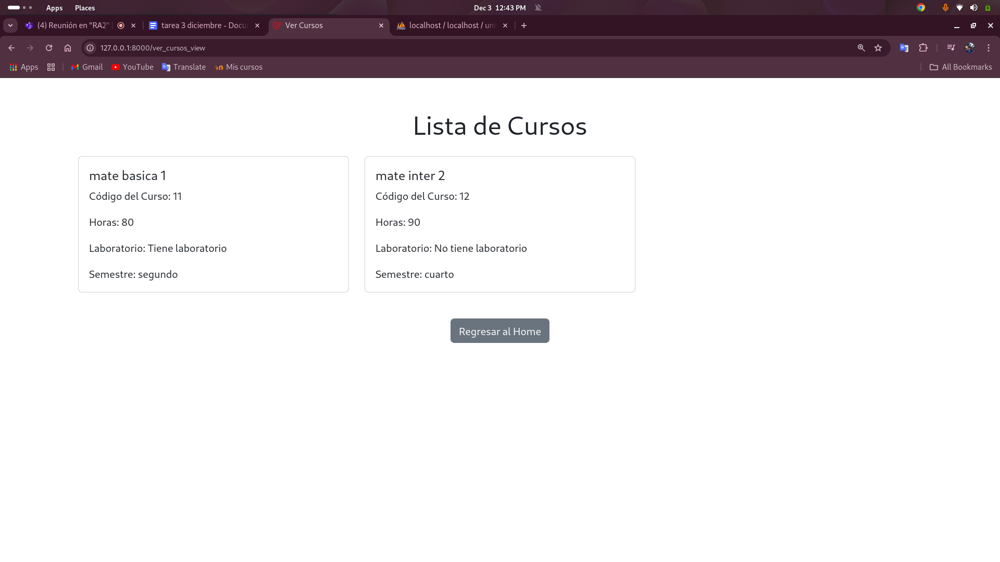 Apps Places Dec 3 12:43 PM
(4) Reunión en "RA2" tarea 3 diciembre - Docu Ver Cursos localhost / localhost / uni
127.0.0.1:8000/ver_cursos_view
Apps Gmail YouTube Translate Mis cursos All Bookmarks
Lista de Cursos
mate basica 1
Código del Curso: 11
Horas: 80
Laboratorio: Tiene laboratorio
Semestre: segundo
mate inter 2
Código del Curso: 12
Horas: 90
Laboratorio: No tiene laboratorio
Semestre: cuarto
Regresar al Home